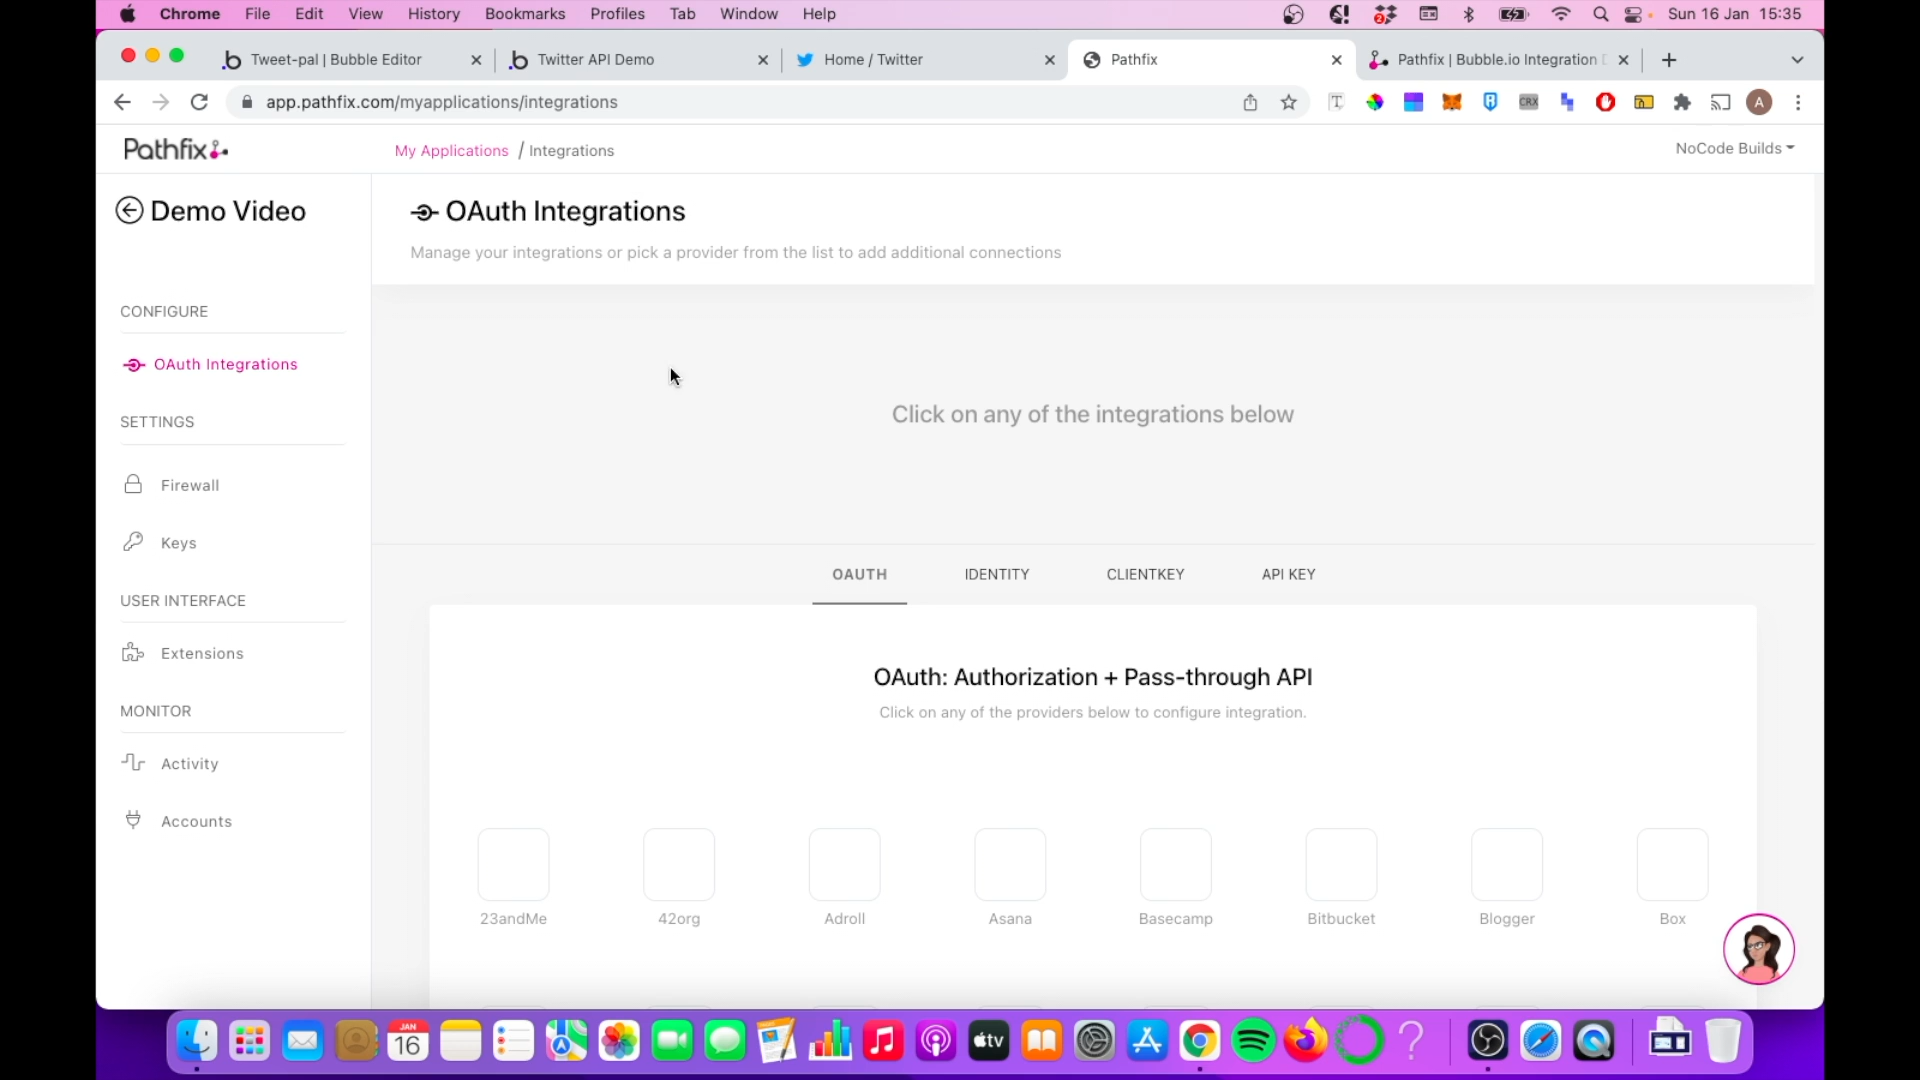 Chrome File Edit View History Bookmarks Profiles Tab Window Help 2 Sun 16 Jan 15:35
Tweet-pal | Bubble Editor Twitter API Demo Home / Twitter Pathfix Pathfix | Bubble.io Integration
app.pathfix.com/myapplications/integrations CRX A
Pathfix My Applications / Integrations NoCode Builds
Demo Video
OAuth Integrations
Manage your integrations or pick a provider from the list to add additional connections
CONFIGURE
OAuth Integrations
SETTINGS
Firewall
Keys
USER INTERFACE
Extensions
MONITOR
Activity
Accounts
Click on any of the integrations below
OAUTH IDENTITY CLIENTKEY API KEY
OAuth: Authorization + Pass-through API
Click on any of the providers below to configure integration.
23andMe 42org Adroll Asana Basecamp Bitbucket Blogger Box
JAN
16
tv